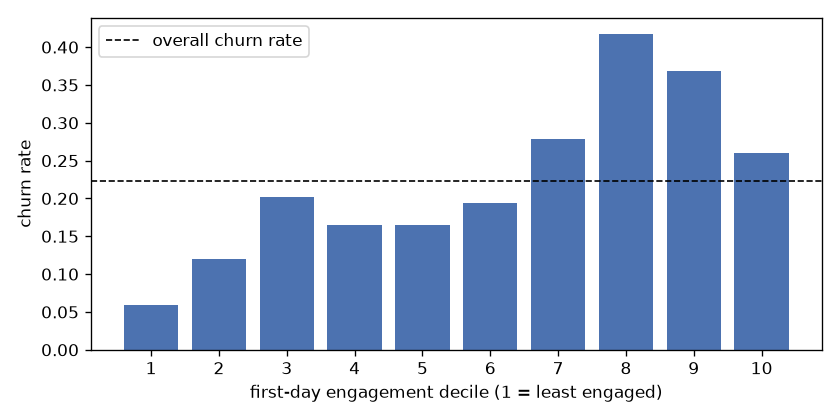 overall churn rate
churn rate
0.40
0.35
0.30
0.25
0.20
0.15
0.10
0.05
0.00
1 2 3 4 5 6 7 8 9 10
first-day engagement decile (1 = least engaged)